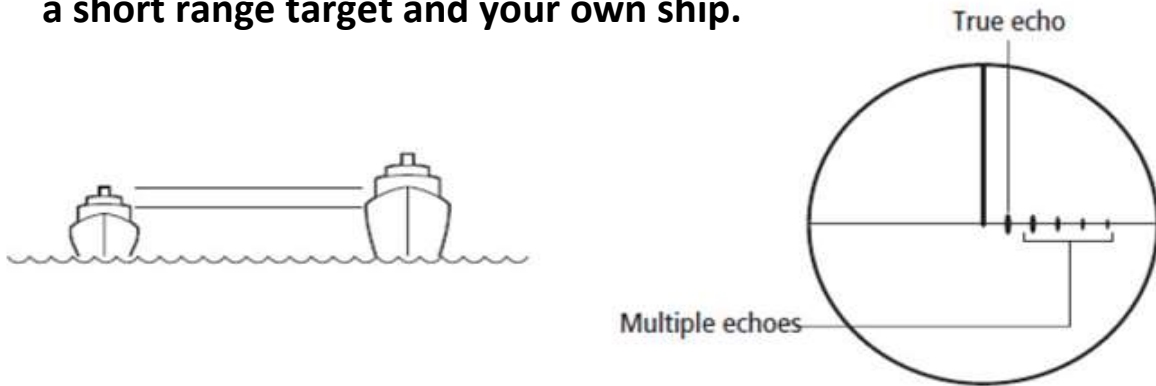 a short range target and your own ship.
True echo
Multiple echoes